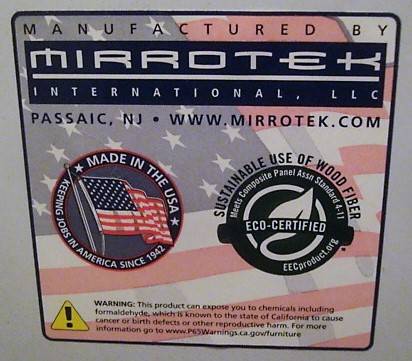 MANUFACTURED BY
MIRROTEK
INTERNATIONAL, LLC
PASSAIC, NJ • WWW.MIRROTEK.COM
★ MADE IN THE USA ★
KEEPING JOBS IN AMERICA SINCE 1942
SUSTAINABLE USE OF WOOD FIBER
Meets Composite Panel Assn Standard 4-11
ECO-CERTIFIED
EECproduct.org
WARNING: This product can expose you to chemicals including
formaldehyde, which is known to the state of California to cause
cancer or birth defects or other reproductive harm. For more
information go to www.P65Warnings.ca.gov/furniture